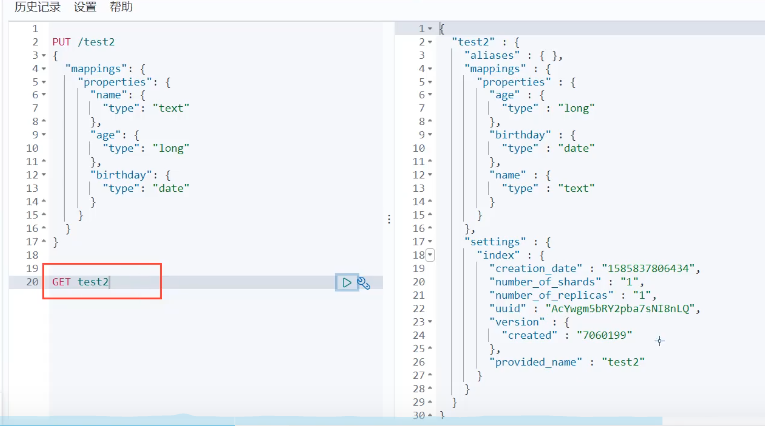 历史记录 设置 帮助
1
2 PUT /test2
3 {
4 "mappings": {
5 "properties": {
6 "name": {
7 "type": "text"
8 },
9 "age": {
10 "type": "long"
11 },
12 "birthday": {
13 "type": "date"
14 }
15 }
16 }
17 }
18
19
20 GET test2
1 {
2 "test2" : {
3 "aliases" : { },
4 "mappings" : {
5 "properties" : {
6 "age" : {
7 "type" : "long"
8 },
9 "birthday" : {
10 "type" : "date"
11 },
12 "name" : {
13 "type" : "text"
14 }
15 }
16 },
17 "settings" : {
18 "index" : {
19 "creation_date" : "1585837806434",
20 "number_of_shards" : "1",
21 "number_of_replicas" : "1",
22 "uuid" : "AcYwgm5bRY2pba7sNI8nLQ",
23 "version" : {
24 "created" : "7060199"
25 },
26 "provided_name" : "test2"
27 }
28 }
29 }
30 }